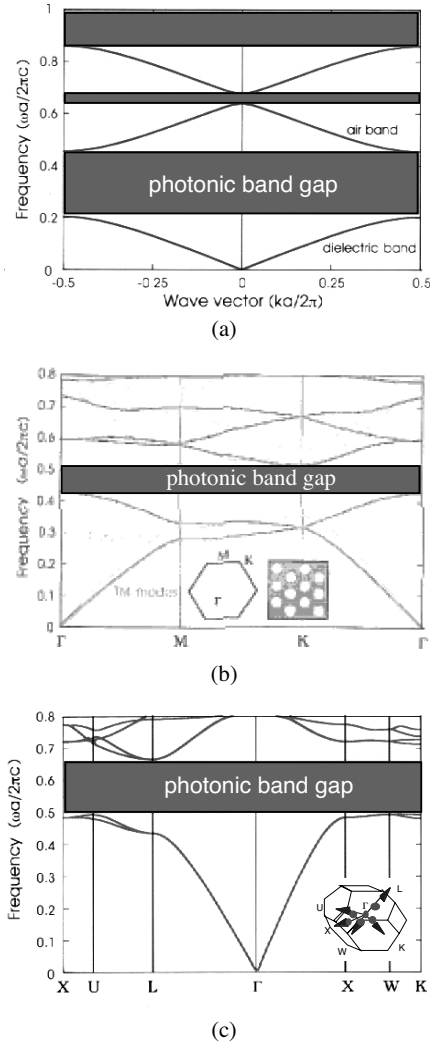 1
0.8
0.6
0.4
0.2
0
Frequency (ωa/2πc)
air band
photonic band gap
dielectric band
-0.5 -0.25 0 0.25 0.5
Wave vector (ka/2π)
(a)
0.8
0.7
0.6
0.5
0.4
0.3
0.2
0.1
0
Frequency (ωa/2πc)
photonic band gap
M K
Γ
TM modes
Γ M K Γ
(b)
0.8
0.7
0.6
0.5
0.4
0.3
0.2
0.1
0
Frequency (ωa/2πc)
photonic band gap
L
U Γ
X K
W
X U L Γ X W K
(c)